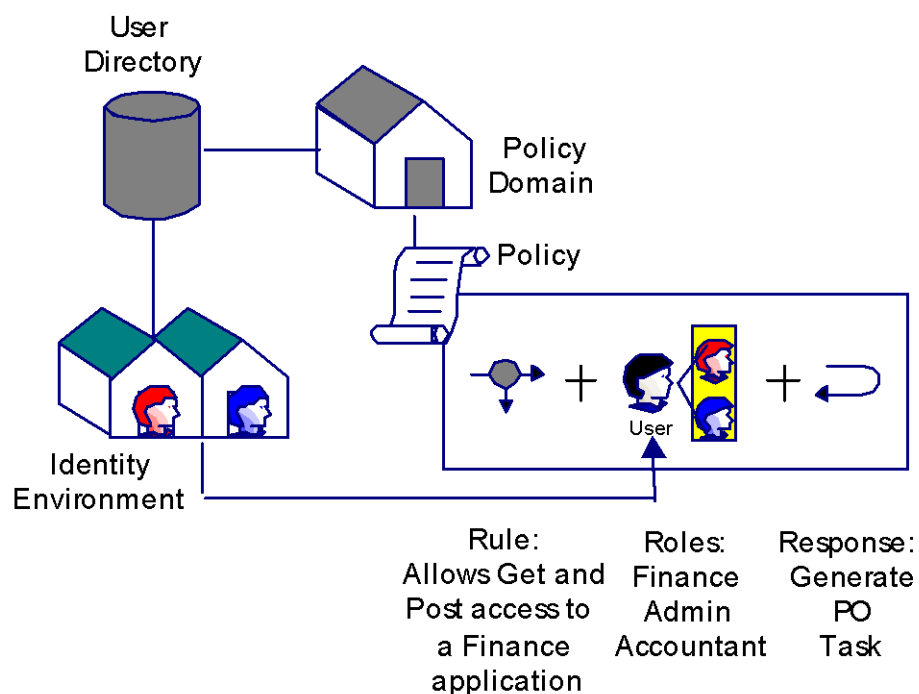 User
Directory
Policy
Domain
Policy
User
Identity
Environment
Rule:
Allows Get and
Post access to
a Finance
application
Roles:
Finance
Admin
Accountant
Response:
Generate
PO
Task